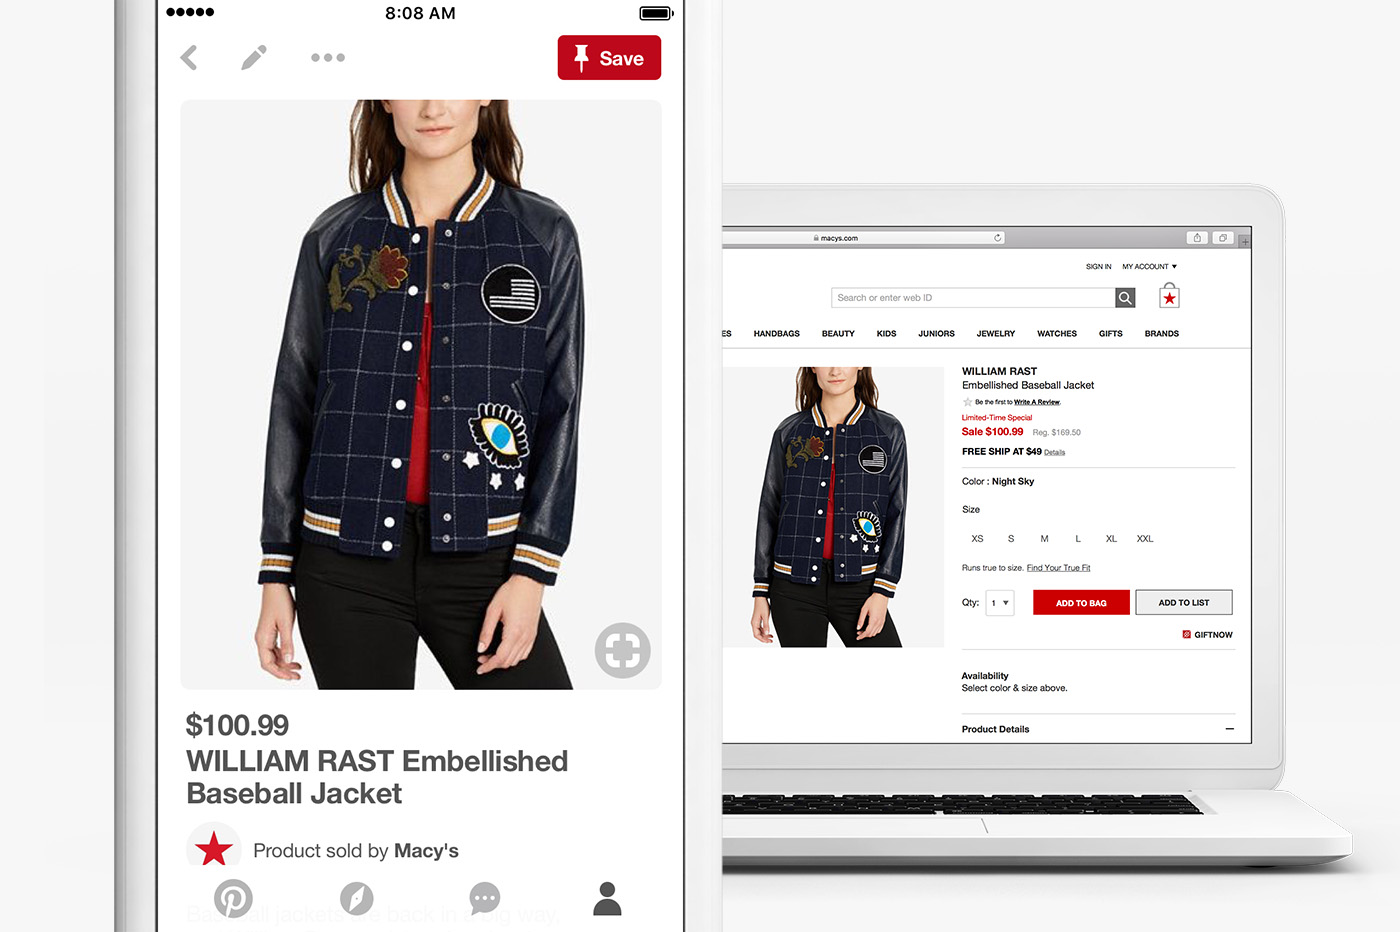 8:08 AM
Save
$100.99
WILLIAM RAST Embellished
Baseball Jacket
Product sold by Macy's
Baseball jackets are back in a big way,
macys.com
SIGN IN MY ACCOUNT ▼
Search or enter web ID
ES HANDBAGS BEAUTY KIDS JUNIORS JEWELRY WATCHES GIFTS BRANDS
WILLIAM RAST
Embellished Baseball Jacket
Be the first to Write A Review.
Limited-Time Special
Sale $100.99 Reg. $169.50
FREE SHIP AT $49 Details
Color : Night Sky
Size
XS S M L XL XXL
Runs true to size. Find Your True Fit
Qty: 1 ▼ ADD TO BAG ADD TO LIST
GIFTNOW
Availability
Select color & size above.
Product Details